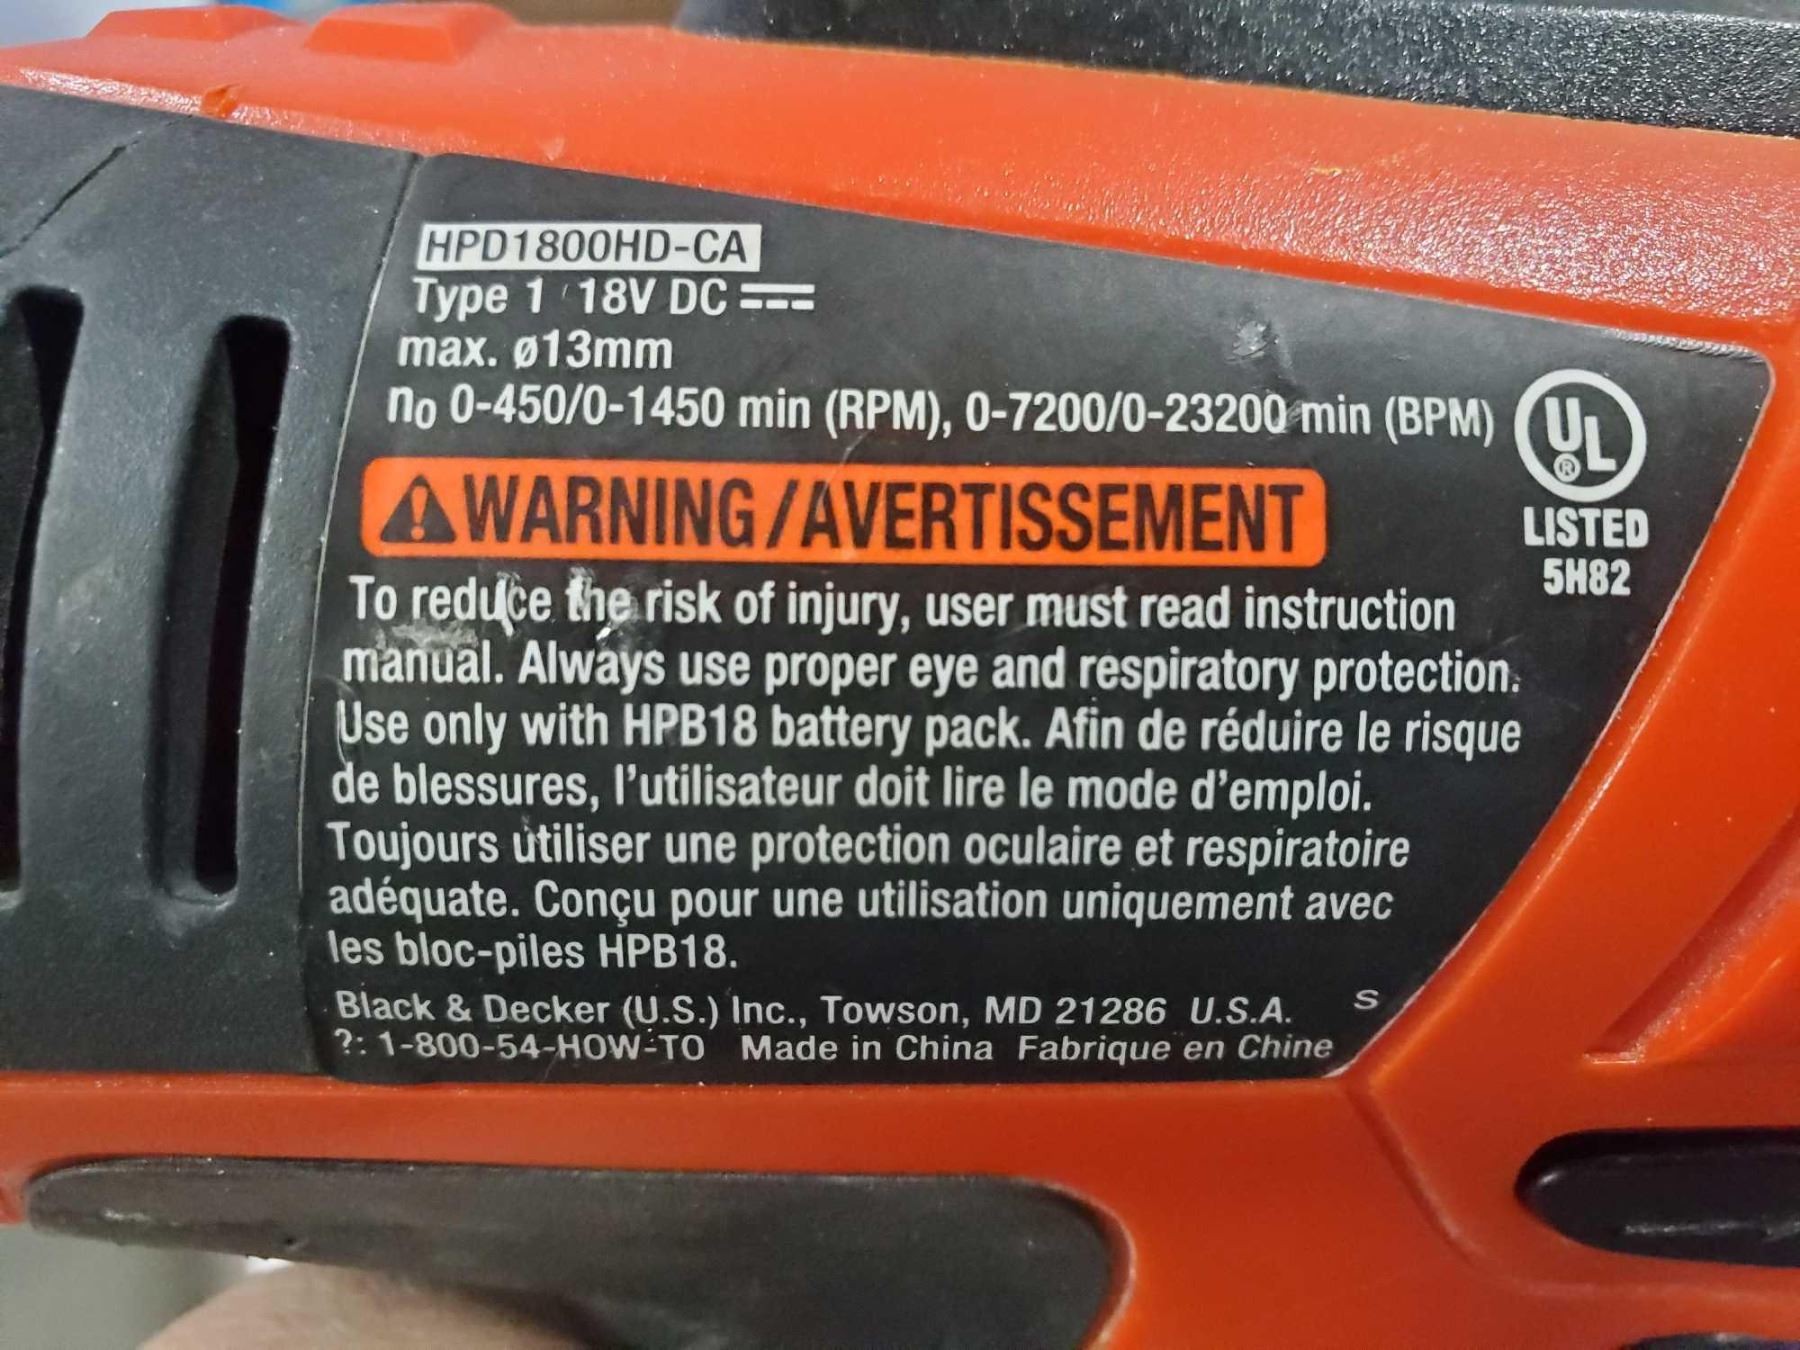 HPD1800HD-CA
Type 1 18V DC
max. ø13mm
no 0-450/0-1450 min (RPM), 0-7200/0-23200 min (BPM)
UL
®
LISTED
5H82
WARNING/AVERTISSEMENT
To reduce the risk of injury, user must read instruction
manual. Always use proper eye and respiratory protection.
Use only with HPB18 battery pack. Afin de réduire le risque
de blessures, l'utilisateur doit lire le mode d'emploi.
Toujours utiliser une protection oculaire et respiratoire
adéquate. Conçu pour une utilisation uniquement avec
les bloc-piles HPB18.
Black & Decker (U.S.) Inc., Towson, MD 21286 U.S.A. S
?: 1-800-54-HOW-TO Made in China Fabrique en Chine